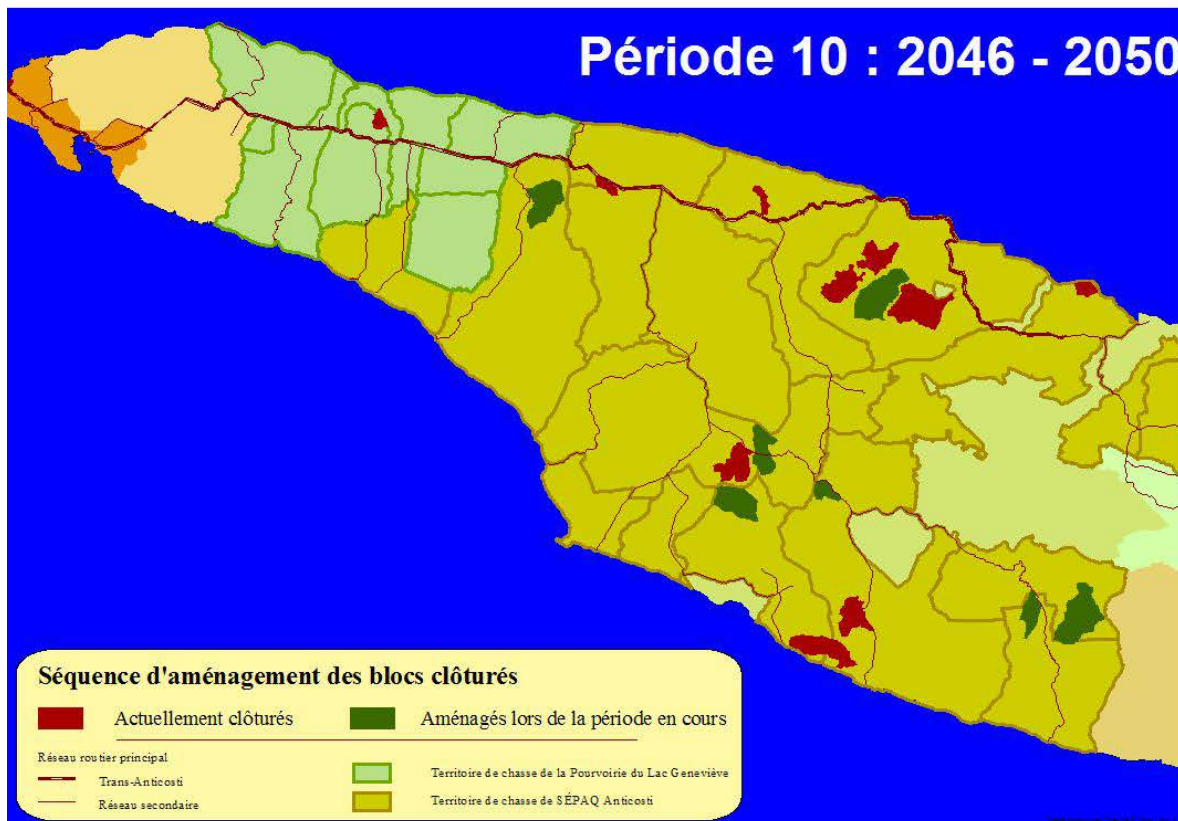 Période 10 : 2046 - 2050
Séquence d'aménagement des blocs clôturés
Actuellement clôturés
Aménagés lors de la période en cours
Réseau routier principal
Trans-Anticosti
Réseau secondaire
Territoire de chasse de la Pourvoirie du Lac Geneviève
Territoire de chasse de SÉPAQ Anticosti